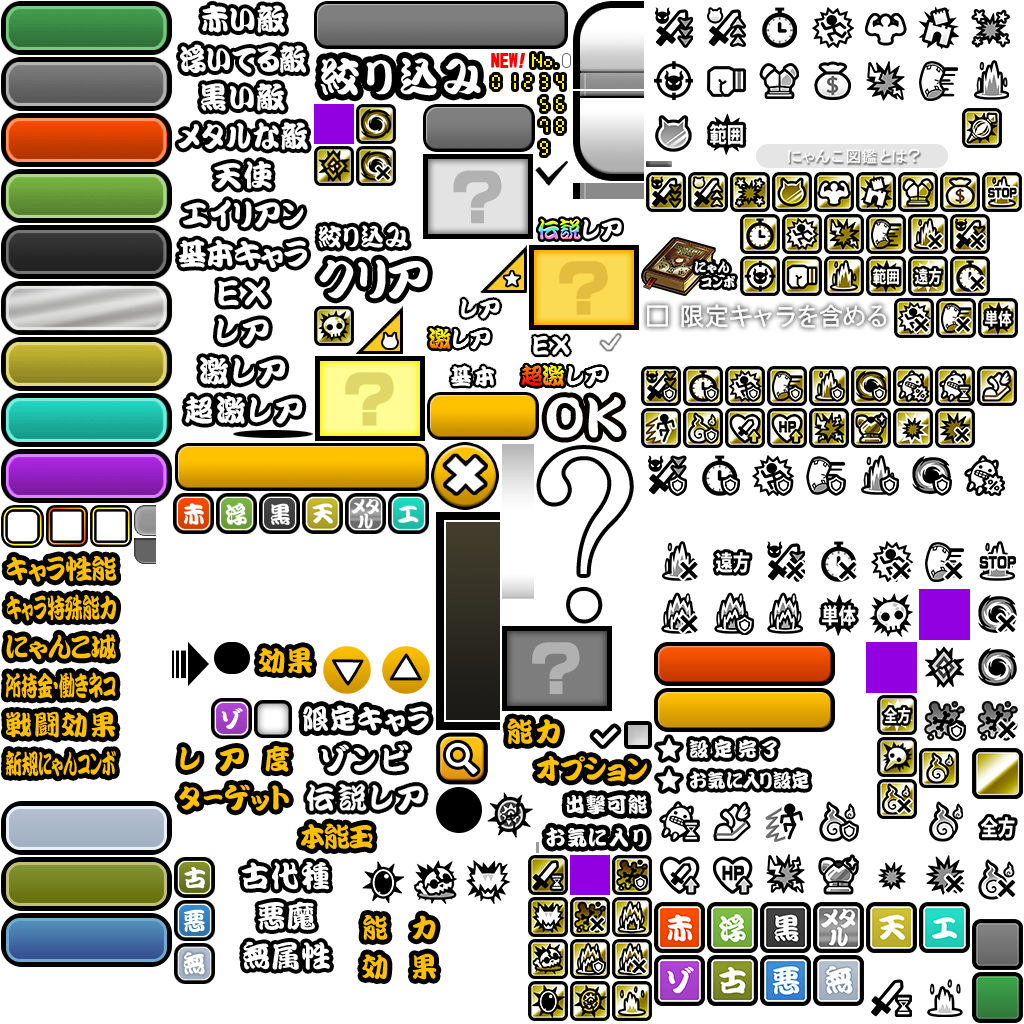 赤い敵
浮いてる敵
黒い敵
メタルな敵
天使
エイリアン
基本キャラ
EX
レア
激レア
超激レア
絞り込み
NEW!
No.
0
0 1 2 3 4
5 6
7 8
9
?
伝説レア
絞り込み
クリア
?
レア
激レア
EX
基本
超激レア
?
OK
赤 浮 黒 天 メタル エ
?
?
キャラ性能
キャラ特殊能力
にゃんこ城
所持金・働きネコ
戦闘効果
新規にゃんコンボ
効果
ゾ
限定キャラ
レア度
ゾンビ
ターゲット
伝説レア
本能玉
能力
オプション
出撃可能
お気に入り
古
悪
無
古代種
悪魔
無属性
能 力
効 果
$
範囲
にゃんこ図鑑とは?
$
STOP
にゃんコンボ
範囲
遠方
限定キャラを含める
単体
%
HP
%
遠方
STOP
単体
全方
設定完了
お気に入り設定
全方
HP
赤 浮 黒 メタル 天 エ
ゾ 古 悪 無